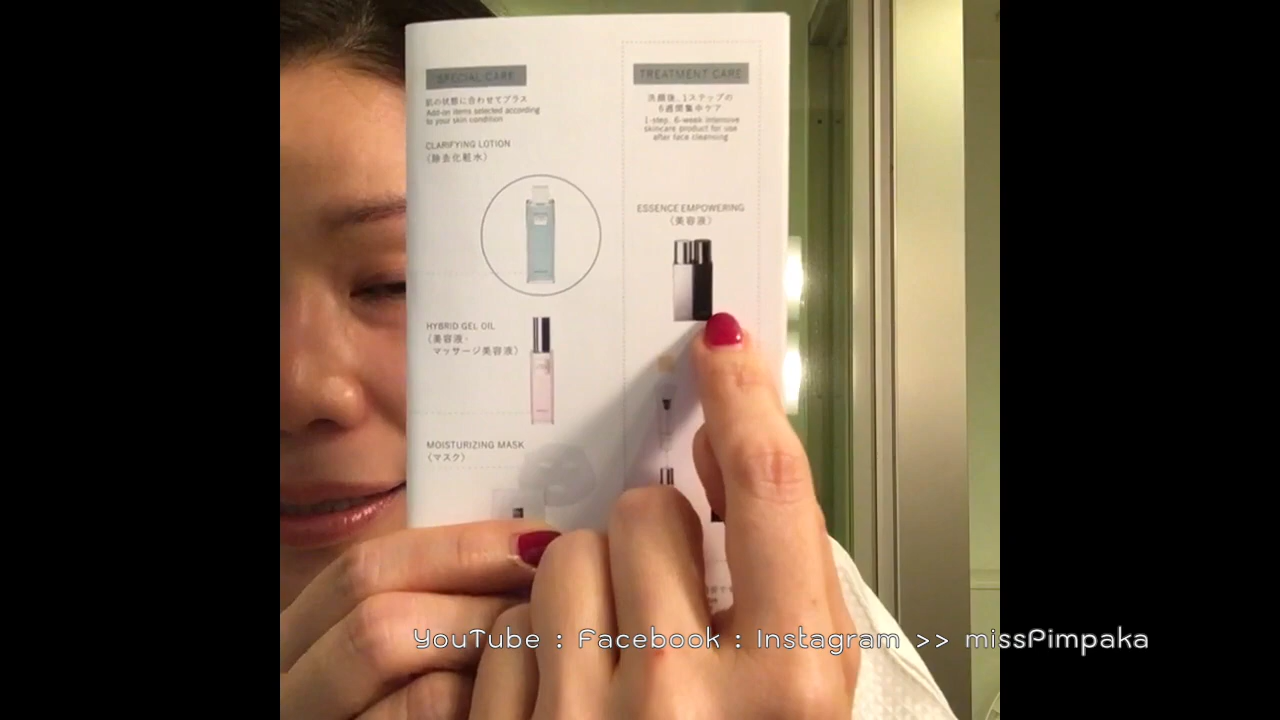 SPECIAL CARE
肌の状態に合わせてプラス
Add-on items selected according
to your skin condition
CLARIFYING LOTION
〈除去化粧水〉
HYBRID GEL OIL
〈美容液・
マッサージ美容液〉
MOISTURIZING MASK
〈マスク〉
TREATMENT CARE
洗顔後、1ステップの
6週間集中ケア
1-step, 6-week intensive
skincare product for use
after face cleansing
ESSENCE EMPOWERING
〈美容液〉
YouTube : Facebook : Instagram >> missPimpaka